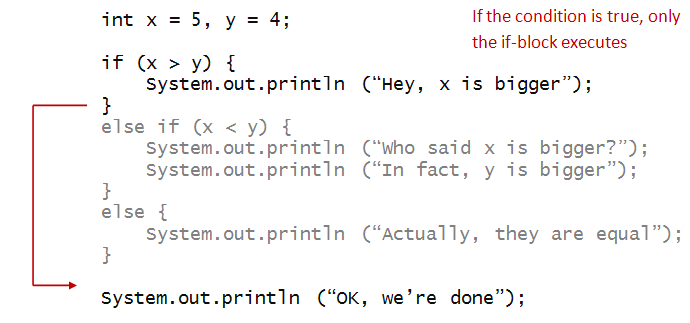 int x = 5, y = 4;
If the condition is true, only
the if-block executes
if (x > y) {
System.out.println (“Hey, x is bigger”);
}
else if (x < y) {
System.out.println (“Who said x is bigger?”);
System.out.println (“In fact, y is bigger”);
}
else {
System.out.println (“Actually, they are equal”);
}
System.out.println (“OK, we’re done”);